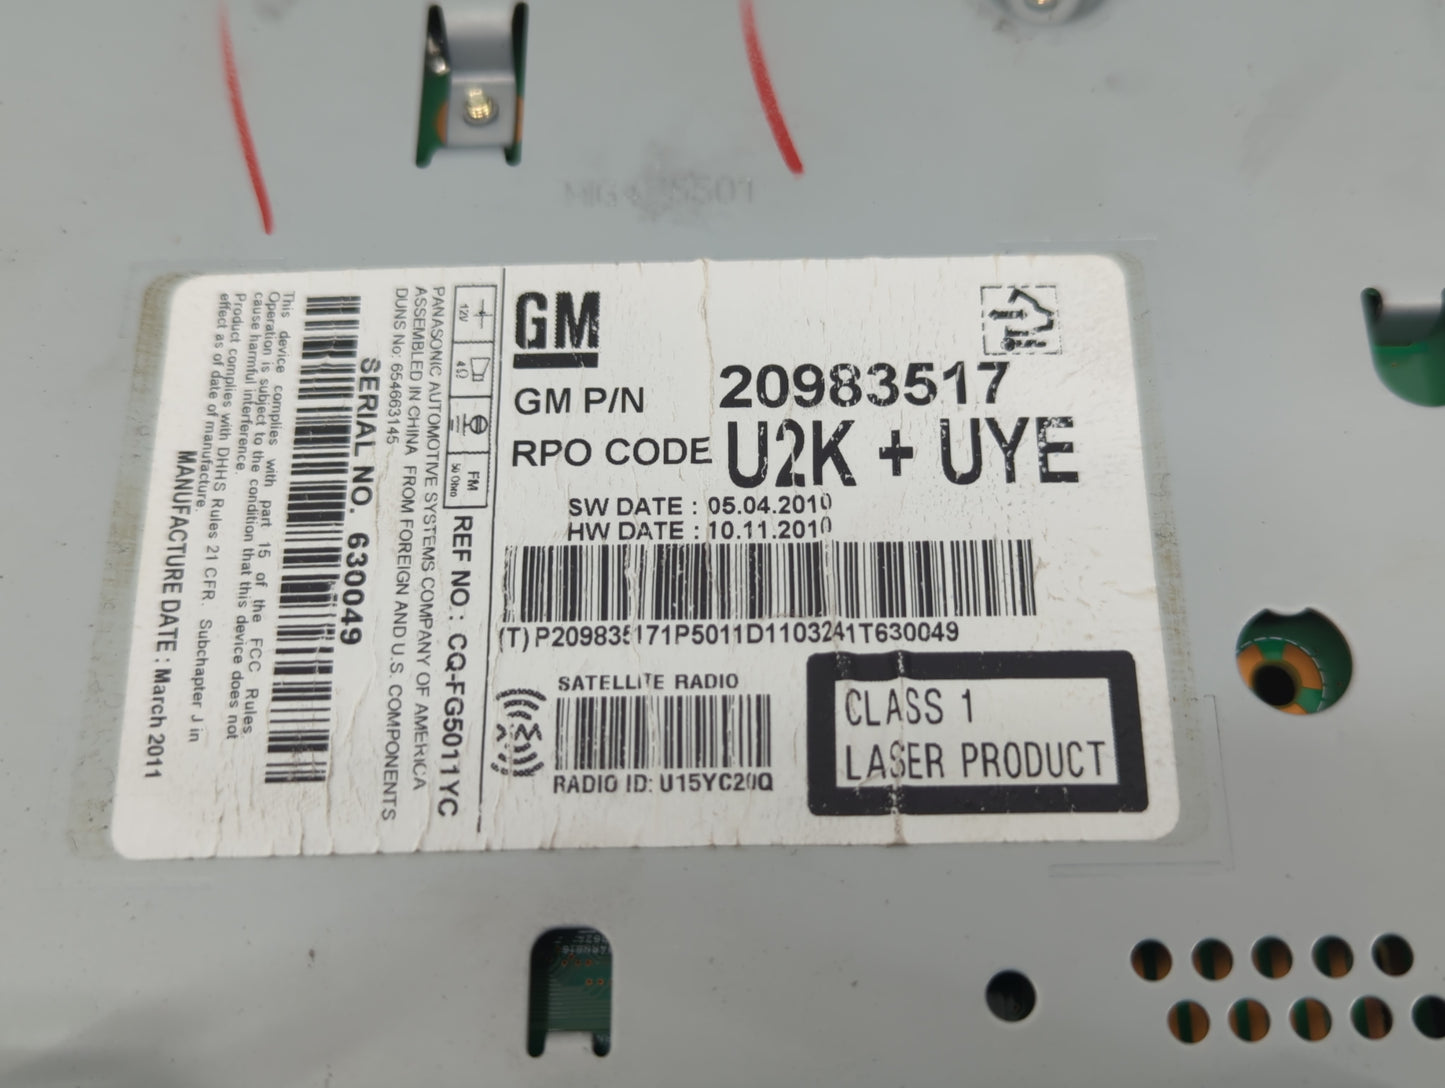 GM
GM P/N 20983517
RPO CODE U2K + UYE
SW DATE : 05.04.2010
HW DATE : 10.11.2010
(T)P209835171P5011D1103241T630049
SATELLITE RADIO
RADIO ID: U15YC20Q
CLASS 1
LASER PRODUCT
12V
4Ω
FM
50 Ohm
REF NO. : CQ-FG5011YC
PANASONIC AUTOMOTIVE SYSTEMS COMPANY OF AMERICA
ASSEMBLED IN CHINA FROM FOREIGN AND U.S. COMPONENTS
DUNS No: 654663145
SERIAL NO. 630049
This device complies with part 15 of the FCC Rules
Operation is subject to the condition that this device does not
cause harmful interference.
Product complies with DHHS Rules 21 CFR. Subchapter J in
effect as of date of manufacture.
MANUFACTURE DATE : March 2011